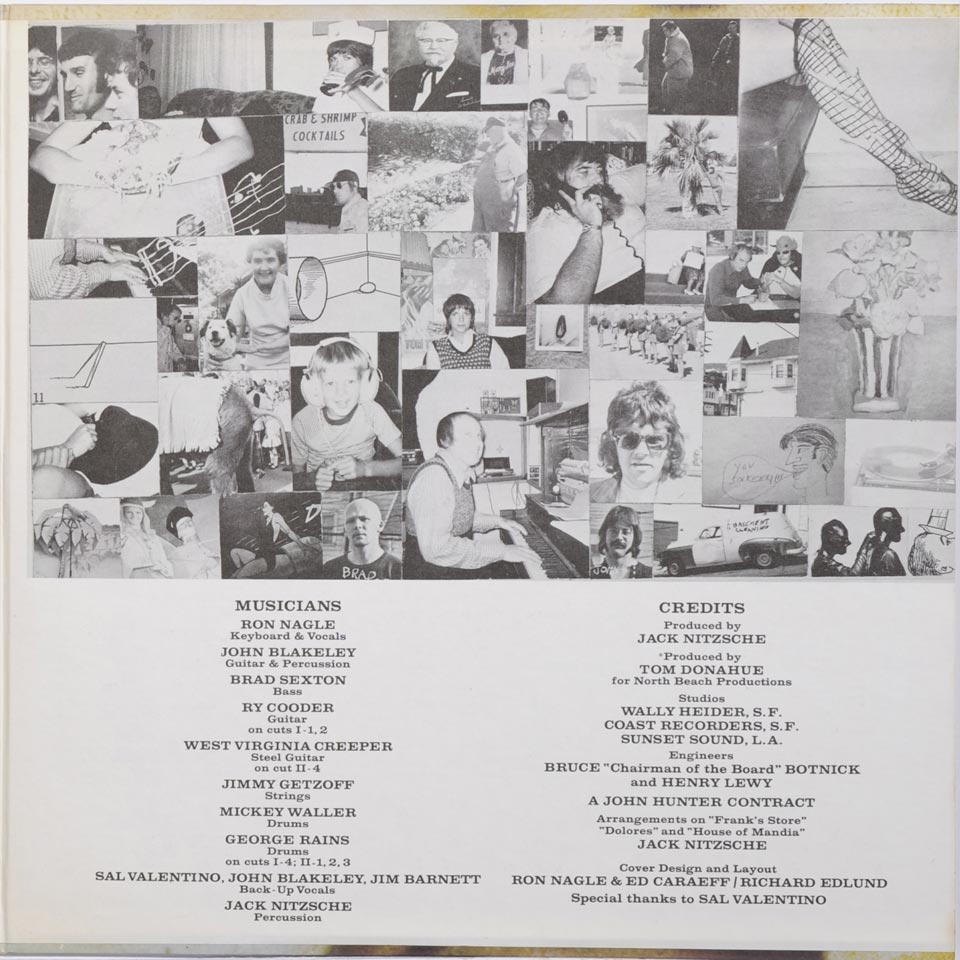 CRAB & SHRIMP
COCKTAILS
11
YOU
BRAD
BASEMENT
CLEANING
MUSICIANS
RON NAGLE
Keyboard & Vocals
JOHN BLAKELEY
Guitar & Percussion
BRAD SEXTON
Bass
RY COODER
Guitar
on cuts I-1, 2
WEST VIRGINIA CREEPER
Steel Guitar
on cut II-4
JIMMY GETZOFF
Strings
MICKEY WALLER
Drums
GEORGE RAINS
Drums
on cuts I-4; II-1, 2, 3
SAL VALENTINO, JOHN BLAKELEY, JIM BARNETT
Back-Up Vocals
JACK NITZSCHE
Percussion
CREDITS
Produced by
JACK NITZSCHE
*Produced by
TOM DONAHUE
for North Beach Productions
Studios
WALLY HEIDER, S.F.
COAST RECORDERS, S.F.
SUNSET SOUND, L.A.
Engineers
BRUCE "Chairman of the Board" BOTNICK
and HENRY LEWY
A JOHN HUNTER CONTRACT
Arrangements on "Frank's Store"
"Dolores" and "House of Mandia"
JACK NITZSCHE
Cover Design and Layout
RON NAGLE & ED CARAEFF / RICHARD EDLUND
Special thanks to SAL VALENTINO